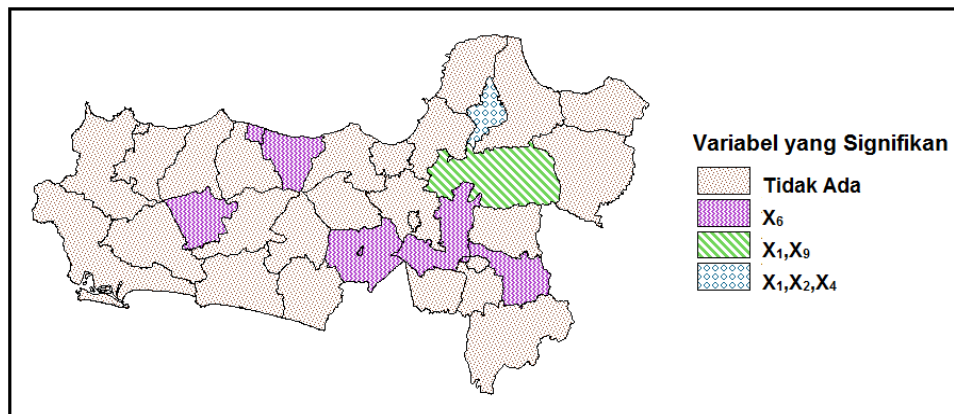 Variabel yang Signifikan
Tidak Ada
X₆
X₁,X₉
X₁,X₂,X₄